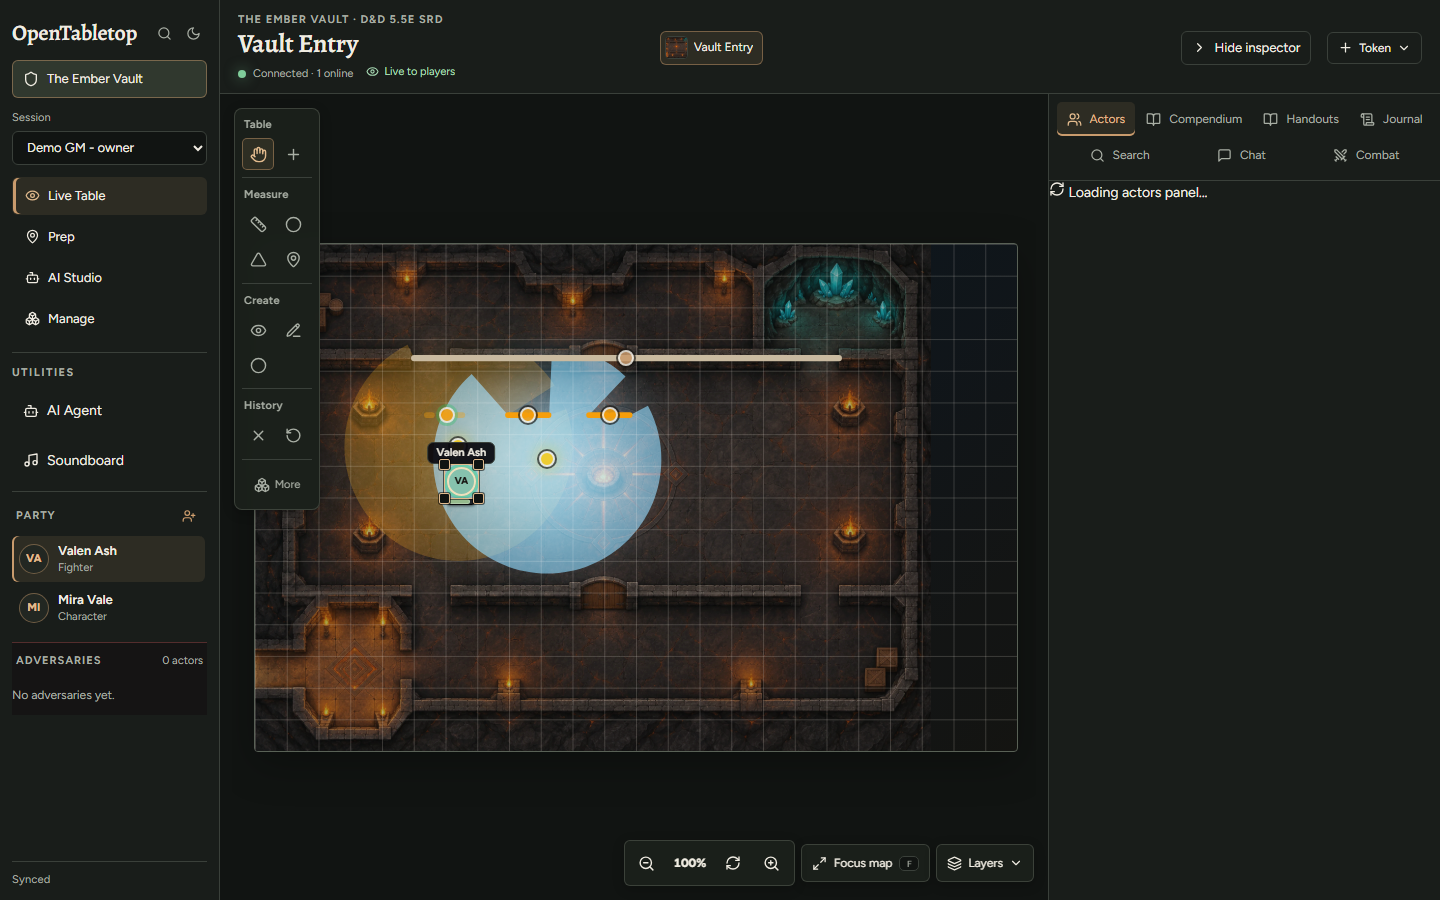 OpenTabletop
The Ember Vault
Session
Demo GM - owner
Live Table
Prep
AI Studio
Manage
UTILITIES
AI Agent
Soundboard
PARTY
VA
Valen Ash
Fighter
MI
Mira Vale
Character
ADVERSARIES
0 actors
No adversaries yet.
Synced
THE EMBER VAULT · D&D 5.5E SRD
Vault Entry
Connected · 1 online
Live to players
Vault Entry
Hide inspector
Token
Table
Measure
Create
History
More
Valen Ash
VA
100%
Focus map
F
Layers
Actors
Compendium
Handouts
Journal
Search
Chat
Combat
Loading actors panel...